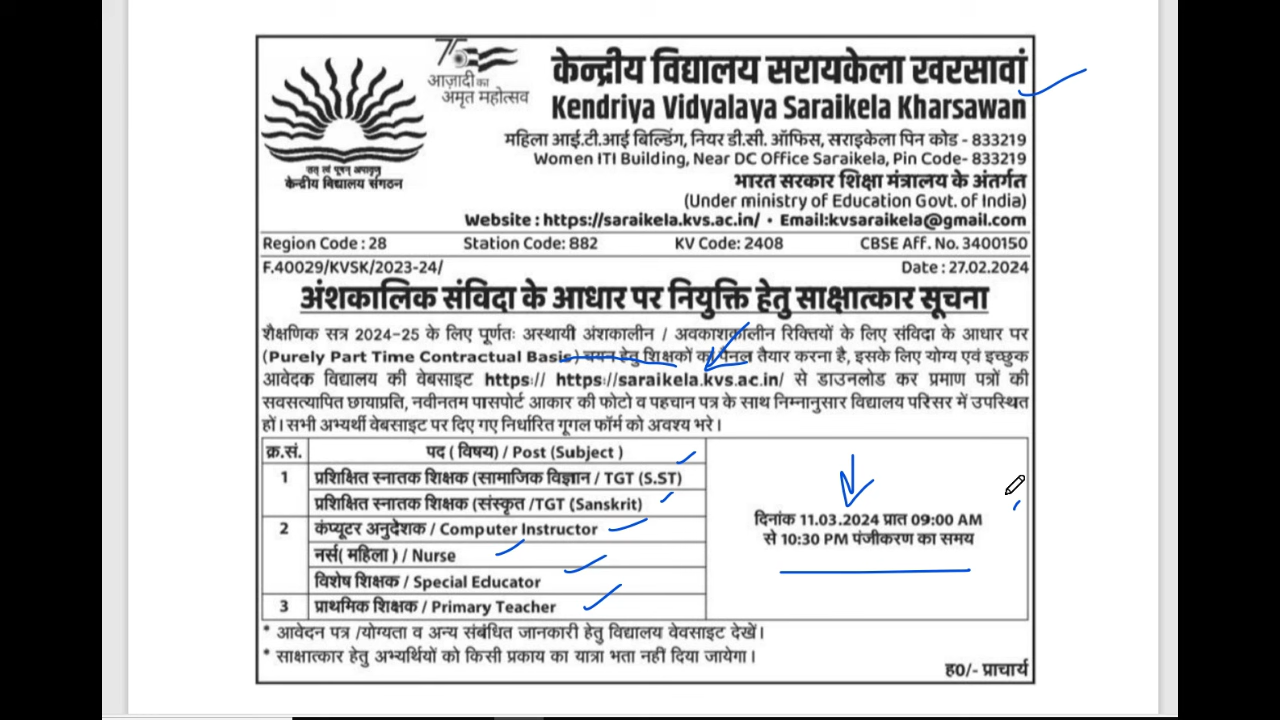 75
आज़ादी का
अमृत महोत्सव
केन्द्रीय विद्यालय सरायकेला खरसावां
Kendriya Vidyalaya Saraikela Kharsawan
महिला आई.टी.आई बिल्डिंग, नियर डी.सी. ऑफिस, सराइकेला पिन कोड - 833219
Women ITI Building, Near DC Office Saraikela, Pin Code- 833219
तत् त्वं पूषन् अपावृणु
केन्द्रीय विद्यालय संगठन
भारत सरकार शिक्षा मंत्रालय के अंतर्गत
(Under ministry of Education Govt. of India)
Website : https://saraikela.kvs.ac.in/ • Email:kvsaraikela@gmail.com
Region Code : 28 Station Code: 882 KV Code: 2408 CBSE Aff. No. 3400150
F.40029/KVSK/2023-24/ Date : 27.02.2024
अंशकालिक संविदा के आधार पर नियुक्ति हेतु साक्षात्कार सूचना
शैक्षणिक सत्र 2024-25 के लिए पूर्णतः अस्थायी अंशकालीन / अवकाशकालीन रिक्तियों के लिए संविदा के आधार पर
(Purely Part Time Contractual Basis) चयन हेतु शिक्षकों का पैनल तैयार करना है, इसके लिए योग्य एवं इच्छुक
आवेदक विद्यालय की वेबसाइट https:// https://saraikela.kvs.ac.in/ से डाउनलोड कर प्रमाण पत्रों की
सवसत्यापित छायाप्रति, नवीनतम पासपोर्ट आकार की फोटो व पहचान पत्र के साथ निम्नानुसार विद्यालय परिसर में उपस्थित
हों। सभी अभ्यर्थी वेबसाइट पर दिए गए निर्धारित गूगल फॉर्म को अवश्य भरे।
क्र.सं. पद ( विषय) / Post (Subject )
1 प्रशिक्षित स्नातक शिक्षक (सामाजिक विज्ञान / TGT (S.ST)
प्रशिक्षित स्नातक शिक्षक (संस्कृत /TGT (Sanskrit)
2 कंप्यूटर अनुदेशक / Computer Instructor
नर्स( महिला ) / Nurse
विशेष शिक्षक / Special Educator
3 प्राथमिक शिक्षक / Primary Teacher
दिनांक 11.03.2024 प्रात 09:00 AM
से 10:30 PM पंजीकरण का समय
* आवेदन पत्र /योग्यता व अन्य संबंधित जानकारी हेतु विद्यालय वेवसाइट देखें।
* साक्षात्कार हेतु अभ्यर्थियों को किसी प्रकाय का यात्रा भता नहीं दिया जायेगा।
ह0/- प्राचार्य